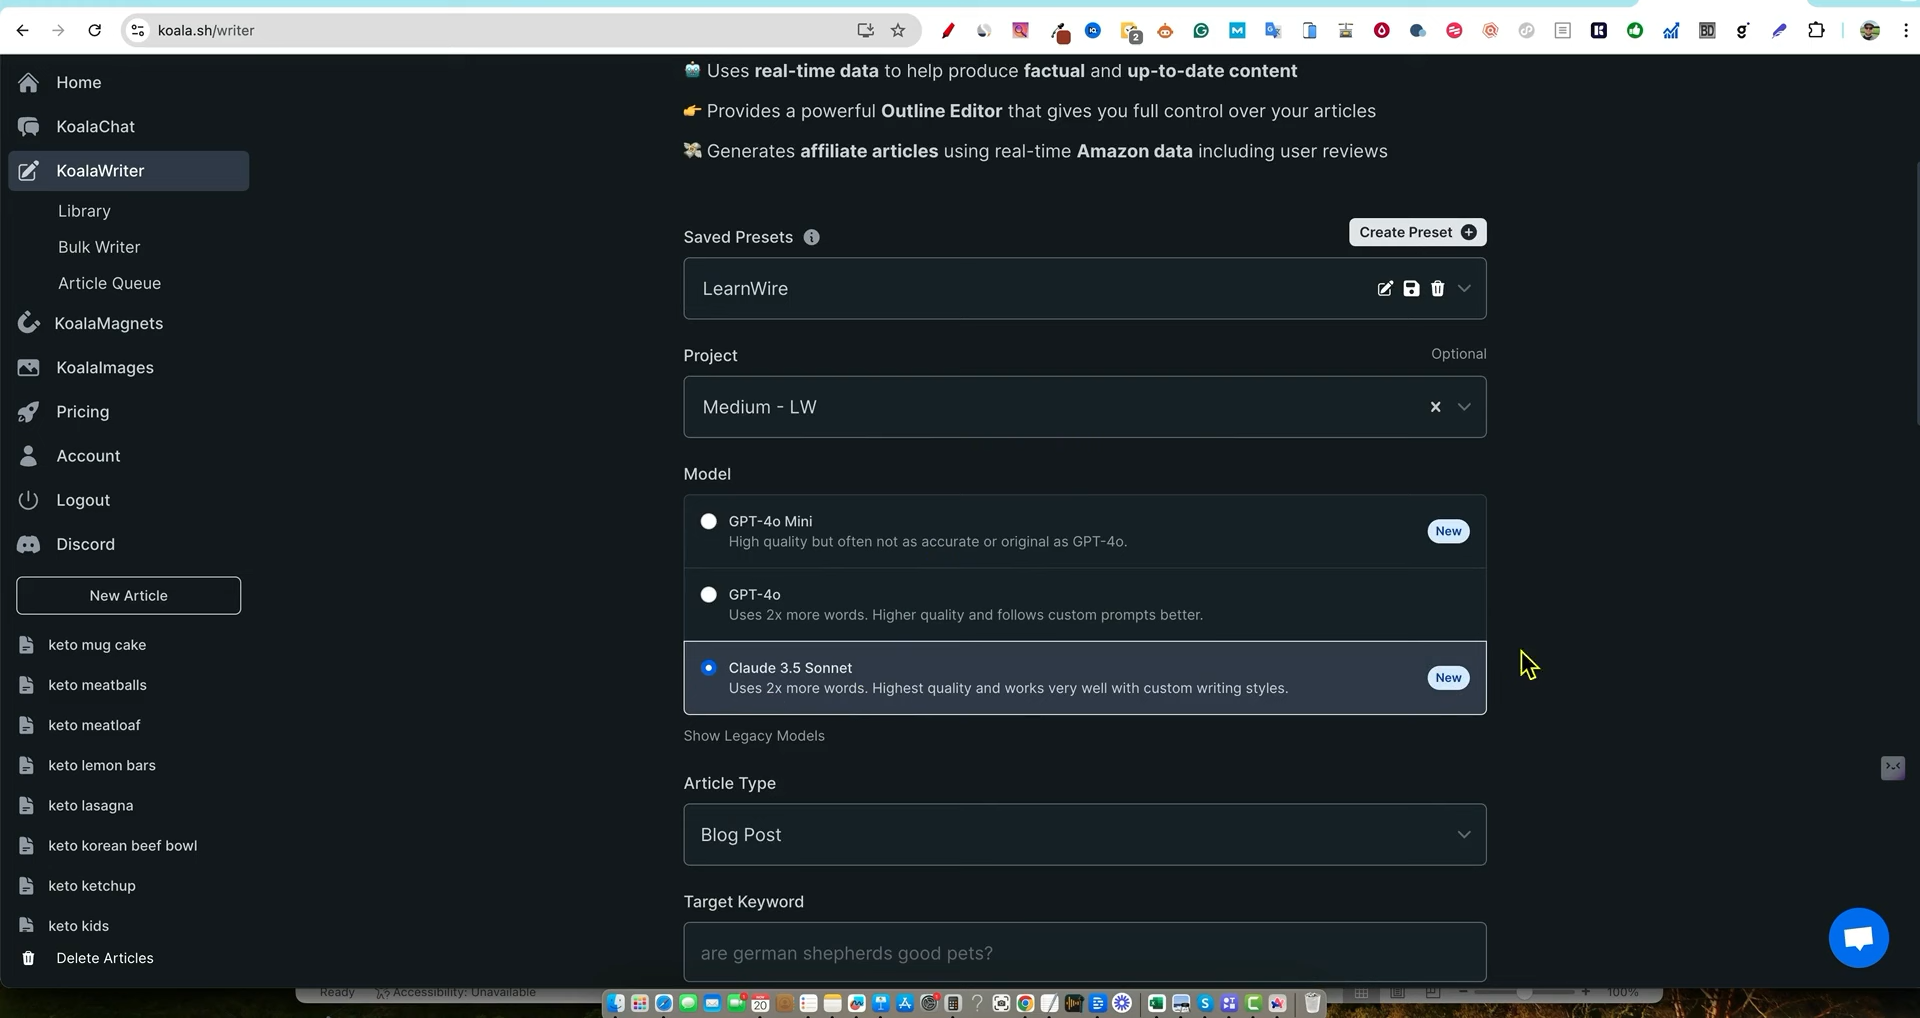 koala.sh/writer
2
BD
Home
KoalaChat
KoalaWriter
Library
Bulk Writer
Article Queue
KoalaMagnets
KoalaImages
Pricing
Account
Logout
Discord
New Article
keto mug cake
keto meatballs
keto meatloaf
keto lemon bars
keto lasagna
keto korean beef bowl
keto ketchup
keto kids
Delete Articles
Uses real-time data to help produce factual and up-to-date content
Provides a powerful Outline Editor that gives you full control over your articles
Generates affiliate articles using real-time Amazon data including user reviews
Saved Presets
Create Preset
LearnWire
Project
Optional
Medium - LW
Model
GPT-4o Mini
High quality but often not as accurate or original as GPT-4o.
New
GPT-4o
Uses 2x more words. Higher quality and follows custom prompts better.
Claude 3.5 Sonnet
Uses 2x more words. Highest quality and works very well with custom writing styles.
New
Show Legacy Models
Article Type
Blog Post
Target Keyword
are german shepherds good pets?
Ready
Accessibility: Unavailable
100%
20